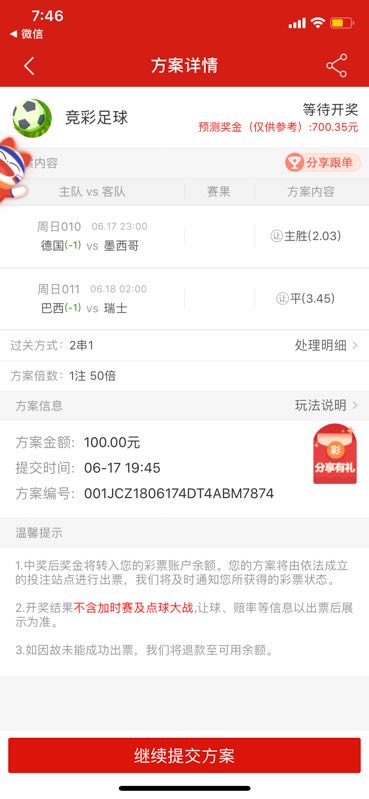 7:46
◀ 微信
方案详情
竞彩足球
等待开奖
预测奖金（仅供参考）:700.35元
案内容
分享跟单
主队 vs 客队 赛果 方案内容
周日010 06.17 23:00
德国(-1) vs 墨西哥
让主胜(2.03)
周日011 06.18 02:00
巴西(-1) vs 瑞士
让平(3.45)
过关方式：2串1 处理明细
方案倍数：1注 50倍
方案信息 玩法说明
方案金额：100.00元
提交时间：06-17 19:45
方案编号：001JCZ1806174DT4ABM7874
彩
分享有礼
温馨提示
1.中奖后奖金将转入您的彩票账户余额。您的方案将由依法成立
的投注站点进行出票，我们将及时通知您所获得的彩票状态。
2.开奖结果不含加时赛及点球大战,让球、赔率等信息以出票后展
示为准。
3.如因故未能成功出票，我们将退款至可用余额。
继续提交方案